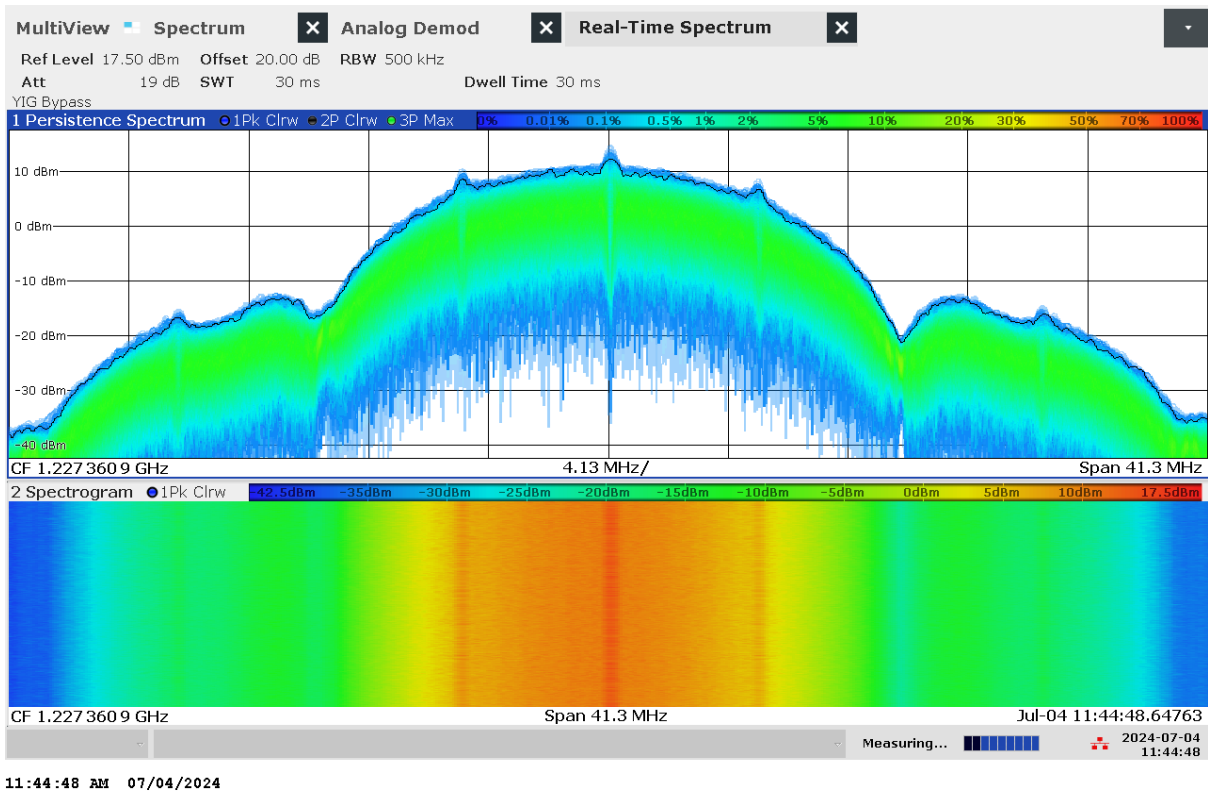 MultiView Spectrum X Analog Demod X Real-Time Spectrum X
Ref Level 17.50 dBm Offset 20.00 dB RBW 500 kHz
Att 19 dB SWT 30 ms Dwell Time 30 ms
YIG Bypass
1 Persistence Spectrum 1Pk Clrw 2P Clrw 3P Max 0% 0.01% 0.1% 0.5% 1% 2% 5% 10% 20% 30% 50% 70% 100%
10 dBm
0 dBm
-10 dBm
-20 dBm
-30 dBm
-40 dBm
CF 1.2273609 GHz 4.13 MHz/ Span 41.3 MHz
2 Spectrogram 1Pk Clrw -42.5dBm -35dBm -30dBm -25dBm -20dBm -15dBm -10dBm -5dBm 0dBm 5dBm 10dBm 17.5dBm
CF 1.2273609 GHz Span 41.3 MHz Jul-04 11:44:48.64763
Measuring... 2024-07-04
11:44:48
11:44:48 AM 07/04/2024